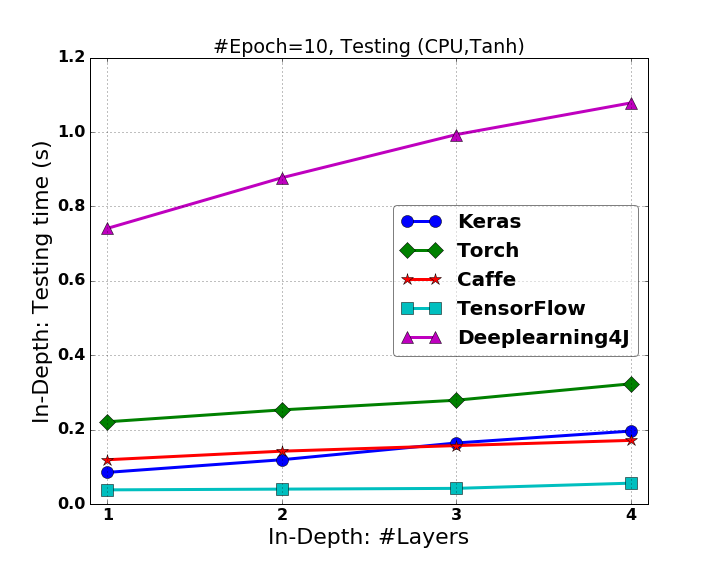 #Epoch=10, Testing (CPU,Tanh)
1.2
1.0
0.8
0.6
0.4
0.2
0.0
In-Depth: Testing time (s)
Keras
Torch
Caffe
TensorFlow
Deeplearning4J
1 2 3 4
In-Depth: #Layers